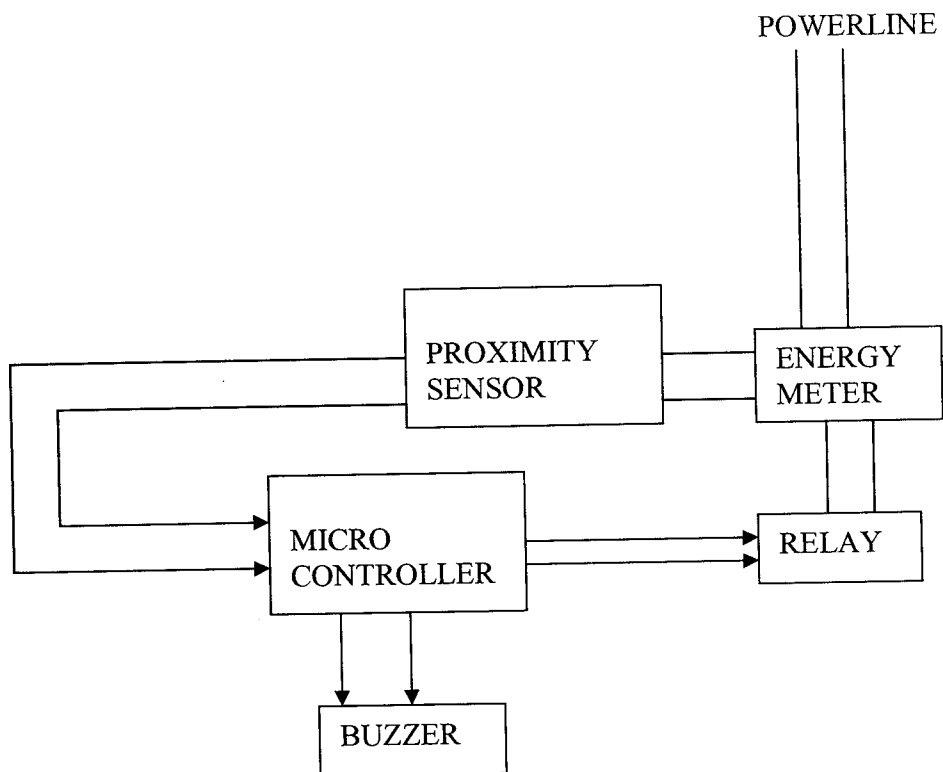 POWERLINE
PROXIMITY
SENSOR
ENERGY
METER
MICRO
CONTROLLER
RELAY
BUZZER